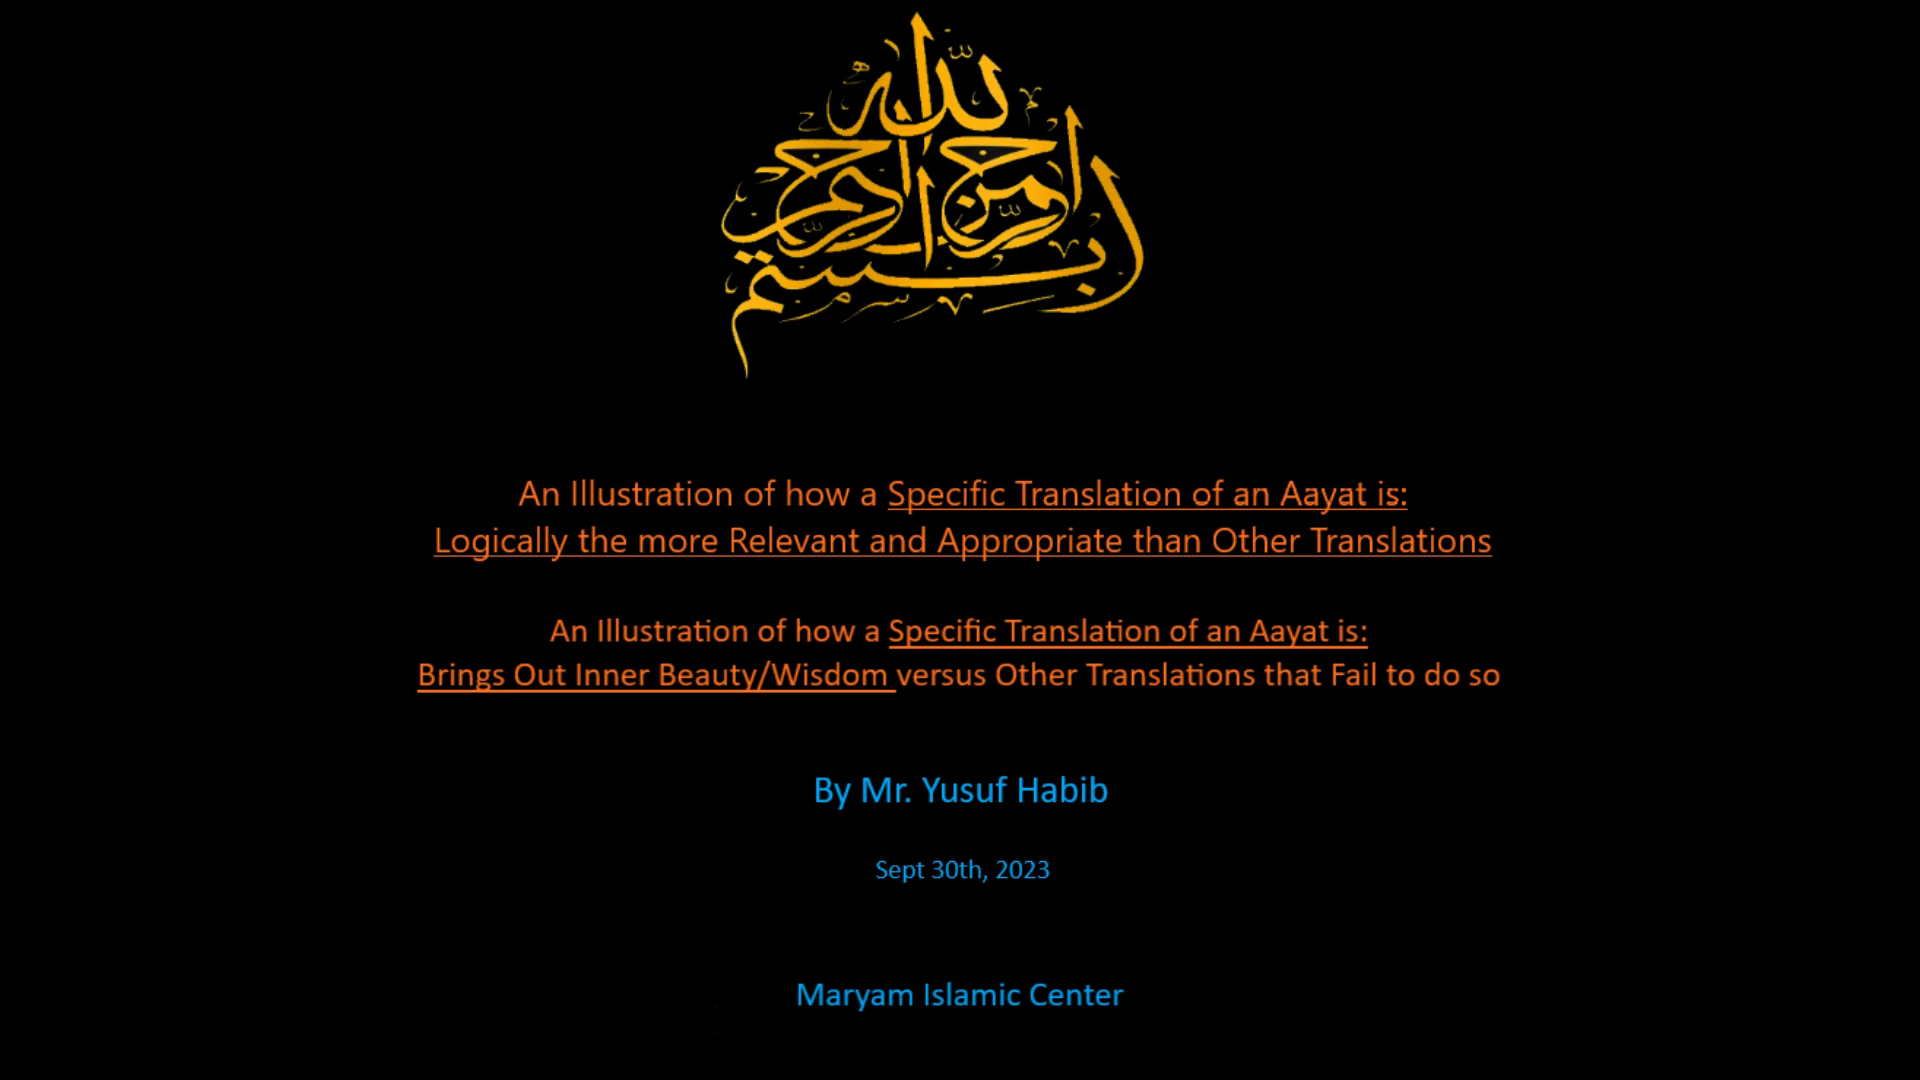 بسم الله الرحمن الرحيم
An Illustration of how a Specific Translation of an Aayat is:
Logically the more Relevant and Appropriate than Other Translations
An Illustration of how a Specific Translation of an Aayat is:
Brings Out Inner Beauty/Wisdom versus Other Translations that Fail to do so
By Mr. Yusuf Habib
Sept 30th, 2023
Maryam Islamic Center